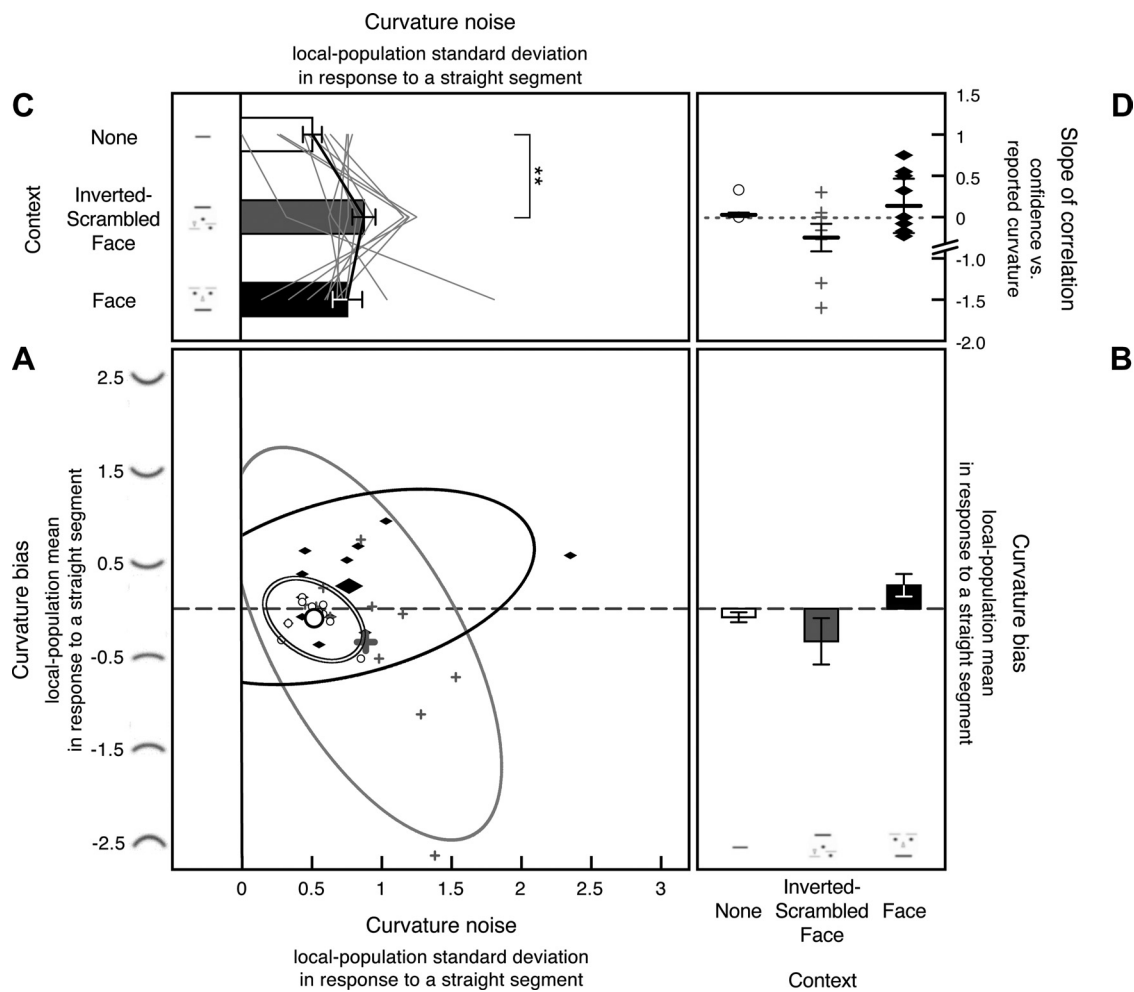 Curvature noise
local-population standard deviation
in response to a straight segment
C
D
None
Inverted-
Scrambled
Face
Face
Context
**
1.5
1
0.5
0
-1.0
-1.5
-2.0
Slope of correlation
confidence vs.
reported curvature
A
B
2.5
1.5
0.5
-0.5
-1.5
-2.5
Curvature bias
local-population mean
in response to a straight segment
Curvature bias
local-population mean
in response to a straight segment
0
0.5
1
1.5
2
2.5
3
Curvature noise
local-population standard deviation
in response to a straight segment
None
Inverted-
Scrambled
Face
Face
Context